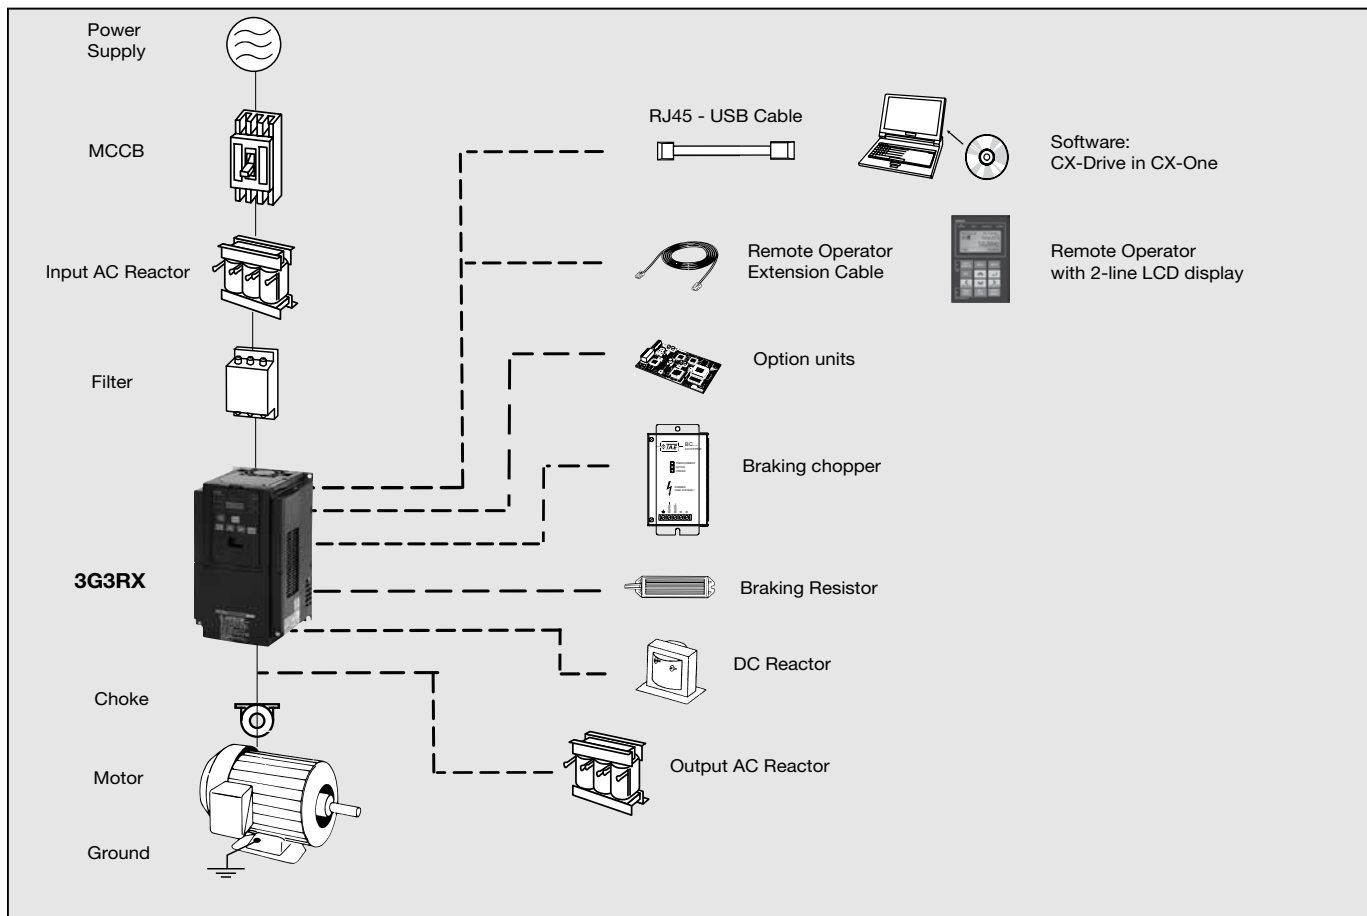 Power
Supply
MCCB
Input AC Reactor
Filter
3G3RX
Choke
Motor
Ground
RJ45 - USB Cable
Software:
CX-Drive in CX-One
Remote Operator
Extension Cable
Remote Operator
with 2-line LCD display
Option units
Braking chopper
Braking Resistor
DC Reactor
Output AC Reactor